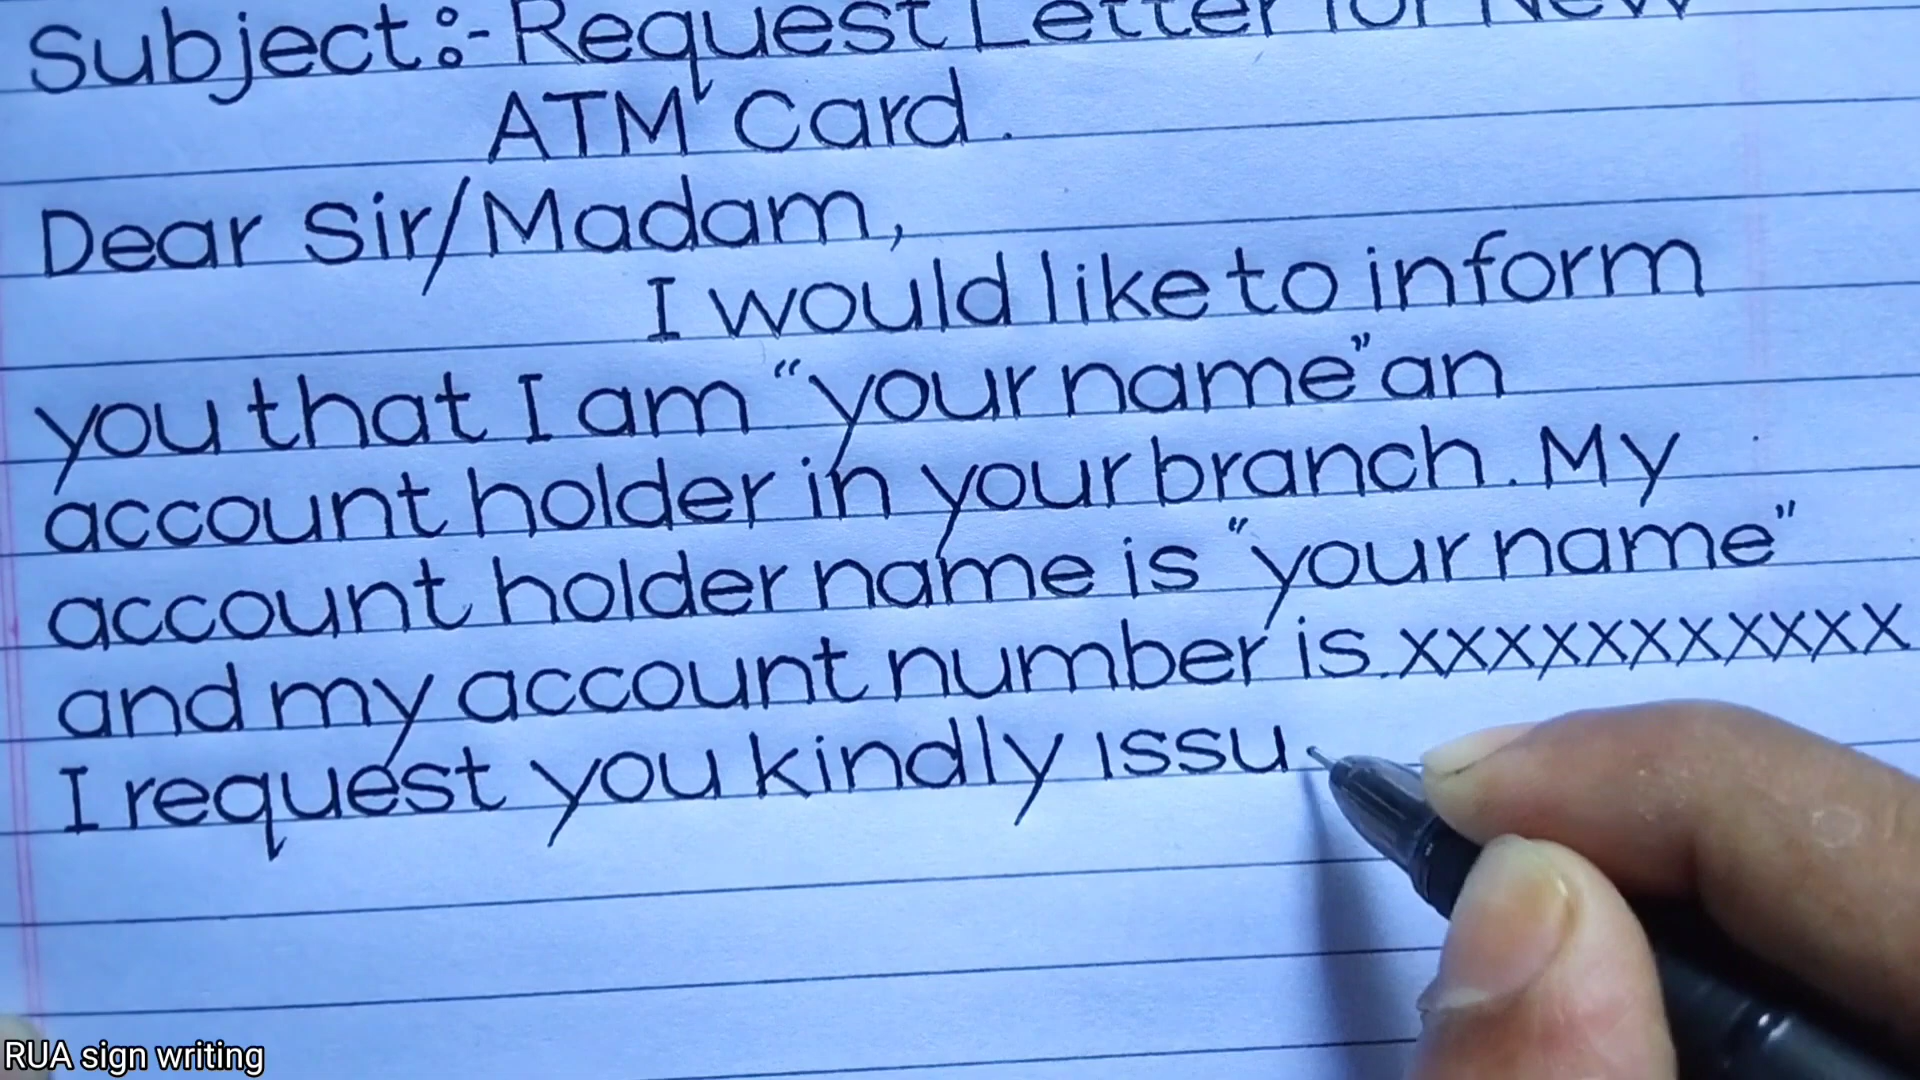 Subject:- Request Letter for New
ATM Card.
Dear Sir/Madam,
I would like to inform
you that I am "your name" an
account holder in your branch. My
account holder name is "your name"
and my account number is.xxxxxxxxxxx
I request you kindly issu
RUA sign writing